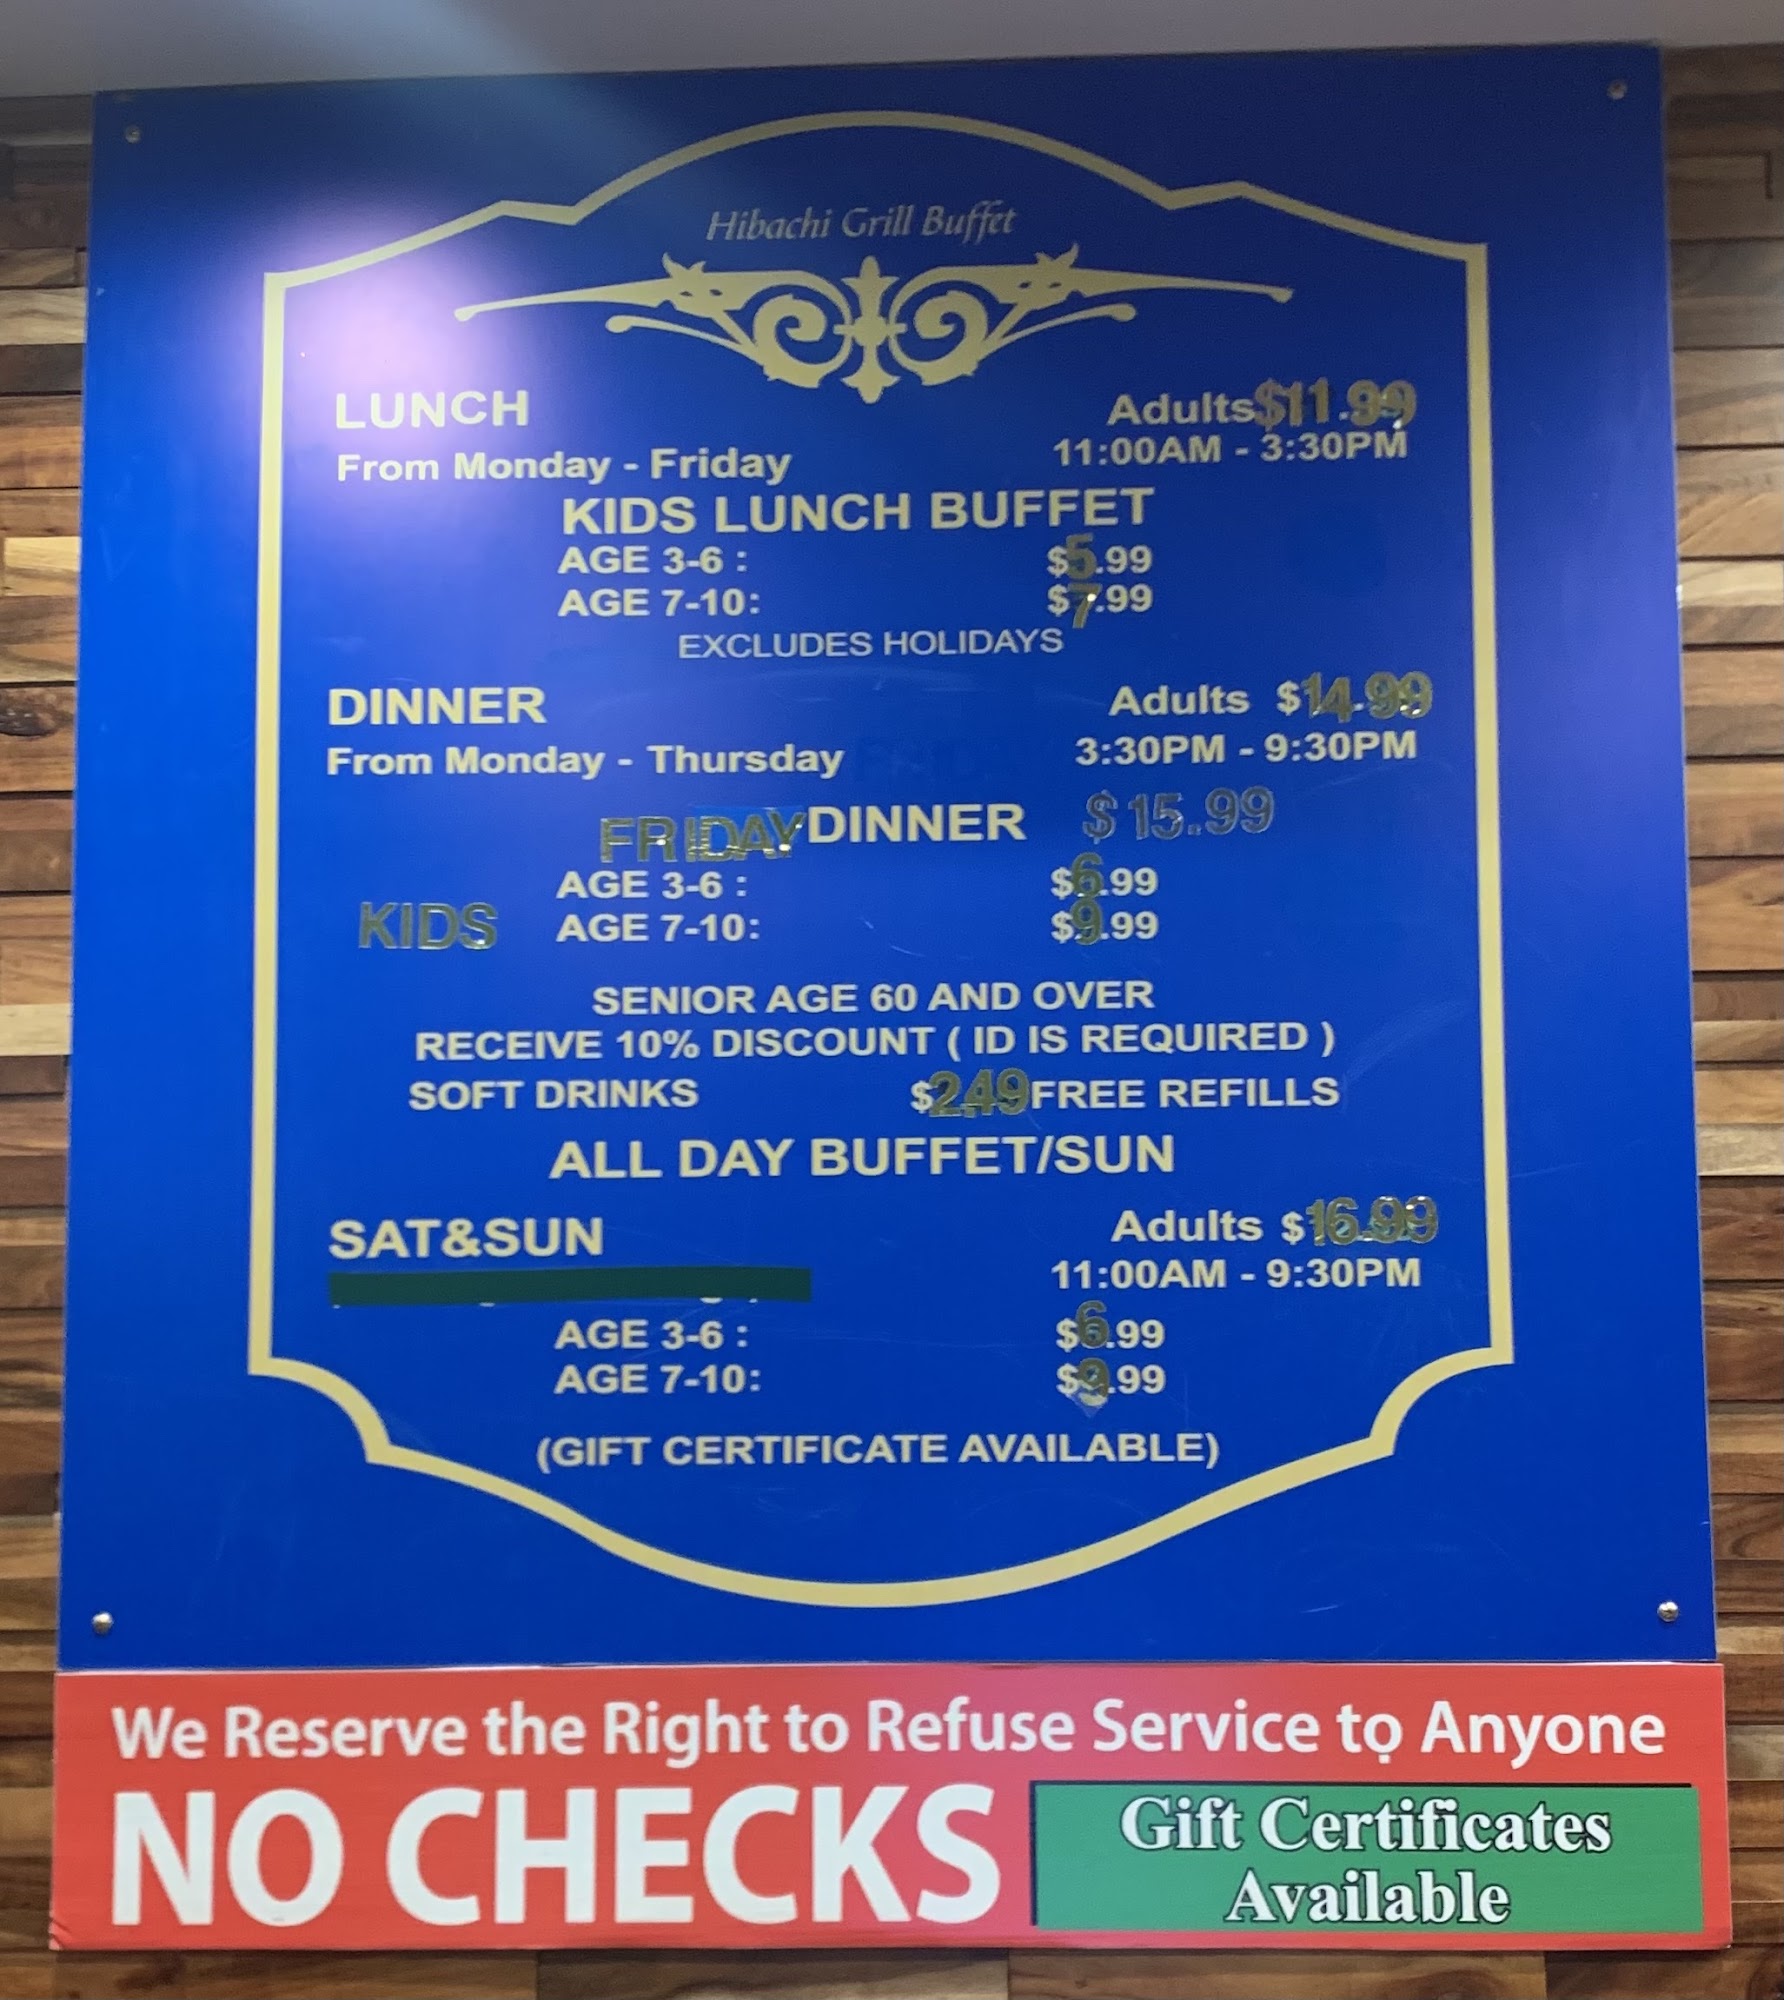 Hibachi Grill Buffet
LUNCH Adults $11.99
From Monday - Friday 11:00AM - 3:30PM
KIDS LUNCH BUFFET
AGE 3-6 : $5.99
AGE 7-10: $7.99
EXCLUDES HOLIDAYS
DINNER Adults $14.99
From Monday - Thursday 3:30PM - 9:30PM
FRIDAY DINNER $15.99
AGE 3-6 : $6.99
KIDS AGE 7-10: $9.99
SENIOR AGE 60 AND OVER
RECEIVE 10% DISCOUNT ( ID IS REQUIRED )
SOFT DRINKS $2.49 FREE REFILLS
ALL DAY BUFFET/SUN
SAT&SUN Adults $16.99
11:00AM - 9:30PM
AGE 3-6 : $6.99
AGE 7-10: $9.99
(GIFT CERTIFICATE AVAILABLE)
We Reserve the Right to Refuse Service to Anyone
NO CHECKS
Gift Certificates
Available